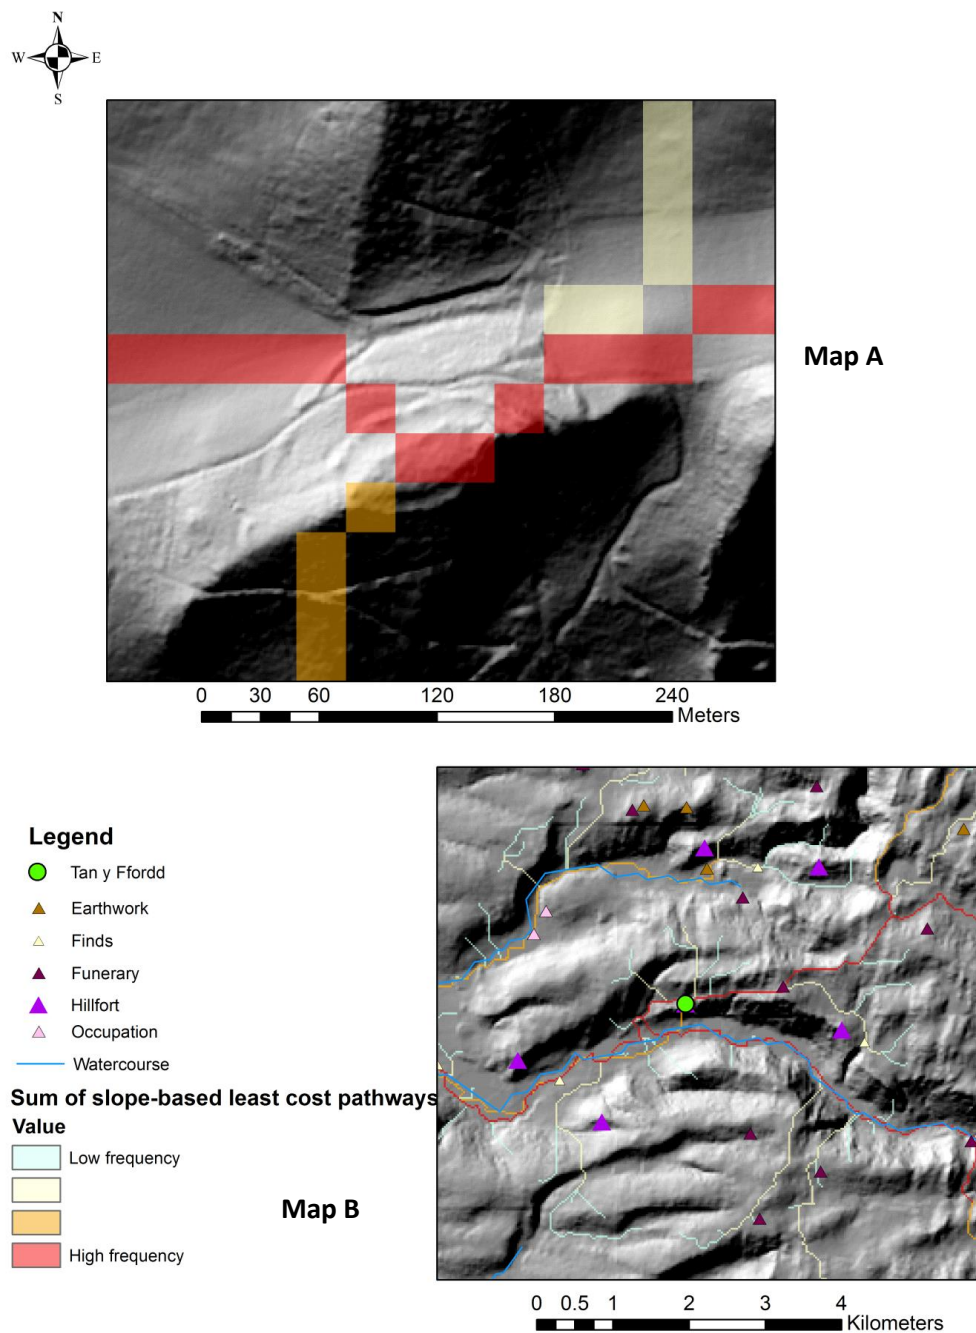 N
W E
S
Map A
0 30 60 120 180 240
Meters
Legend
Tan y Ffordd
Earthwork
Finds
Funerary
Hillfort
Occupation
Watercourse
Sum of slope-based least cost pathways
Value
Low frequency
High frequency
Map B
0 0.5 1 2 3 4
Kilometers